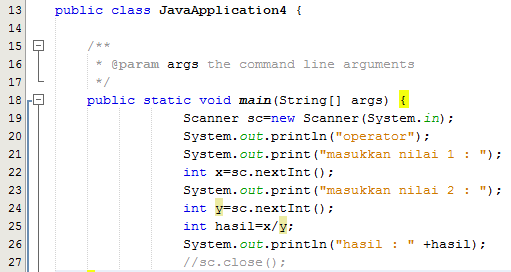 13 public class JavaApplication4 {
14
15 /**
16 * @param args the command line arguments
17 */
18 public static void main(String[] args) {
19 Scanner sc=new Scanner(System.in);
20 System.out.println("operator");
21 System.out.print("masukkan nilai 1 : ");
22 int x=sc.nextInt();
23 System.out.print("masukkan nilai 2 : ");
24 int y=sc.nextInt();
25 int hasil=x/y;
26 System.out.println("hasil : " +hasil);
27 //sc.close();